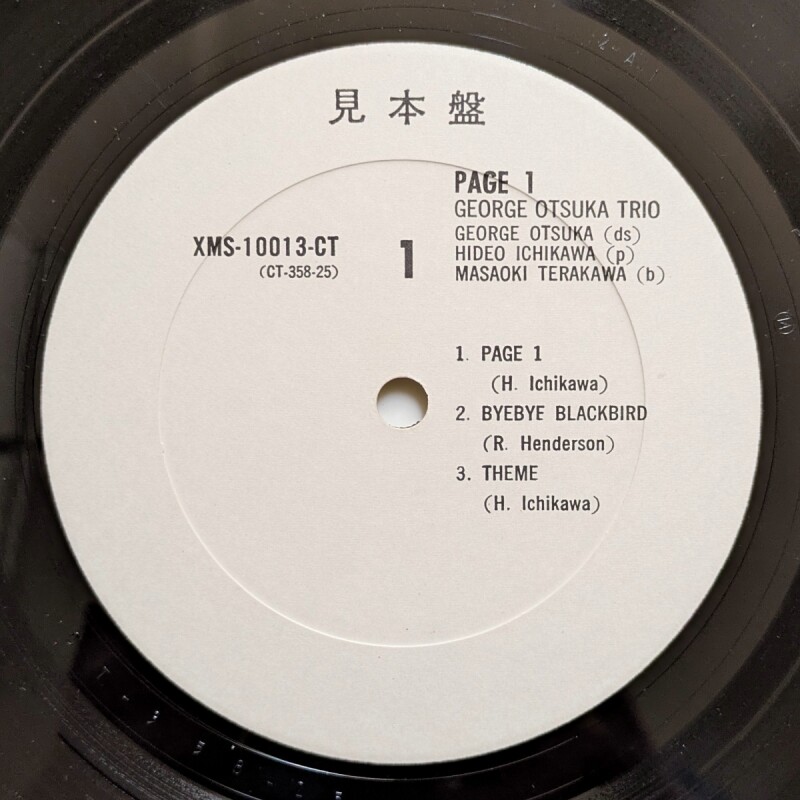 見本盤
PAGE 1
GEORGE OTSUKA TRIO
GEORGE OTSUKA (ds)
HIDEO ICHIKAWA (p)
MASAOKI TERAKAWA (b)
XMS-10013-CT
(CT-358-25)
1
1. PAGE 1
(H. Ichikawa)
2. BYEBYE BLACKBIRD
(R. Henderson)
3. THEME
(H. Ichikawa)